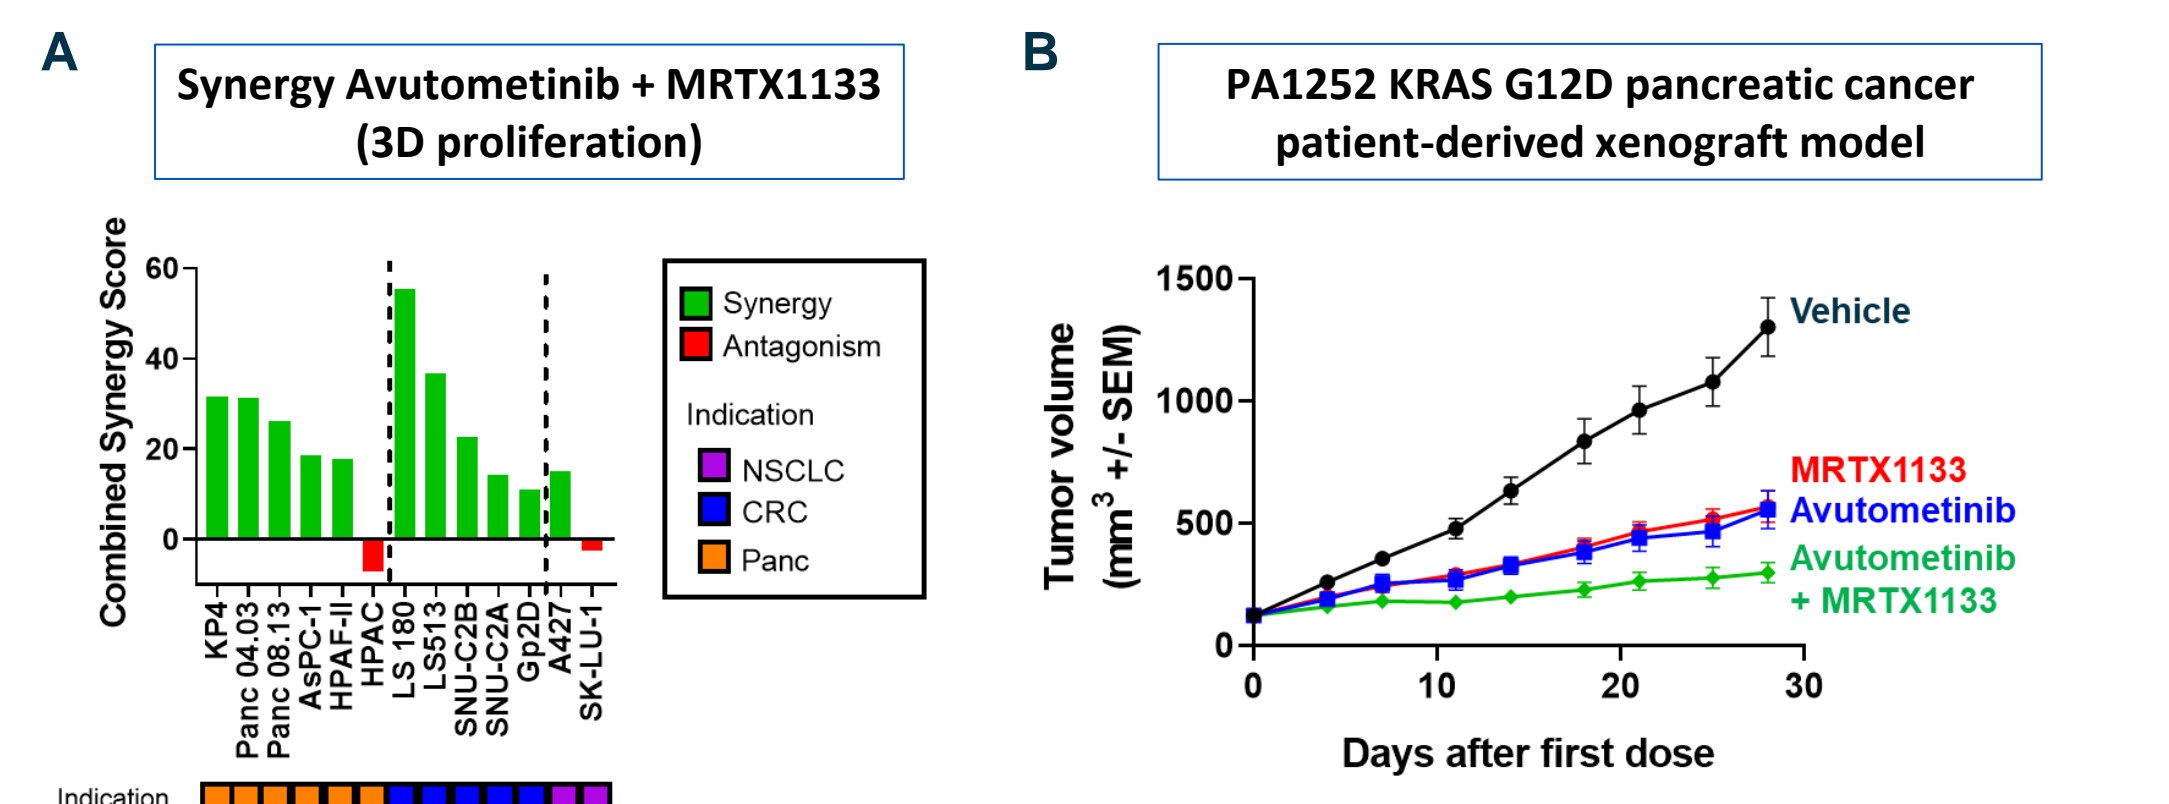 A
Synergy Avutometinib + MRTX1133
(3D proliferation)
Combined Synergy Score
60
40
20
0
KP4
Panc 04.03
Panc 08.13
AsPC-1
HPAF-II
HPAC
LS 180
LS513
SNU-C2B
SNU-C2A
Gp2D
A427
SK-LU-1
Indication
Synergy
Antagonism
Indication
NSCLC
CRC
Panc
B
PA1252 KRAS G12D pancreatic cancer
patient-derived xenograft model
Tumor volume
(mm³ +/- SEM)
1500
1000
500
0
0
10
20
30
Days after first dose
Vehicle
MRTX1133
Avutometinib
Avutometinib
+ MRTX1133